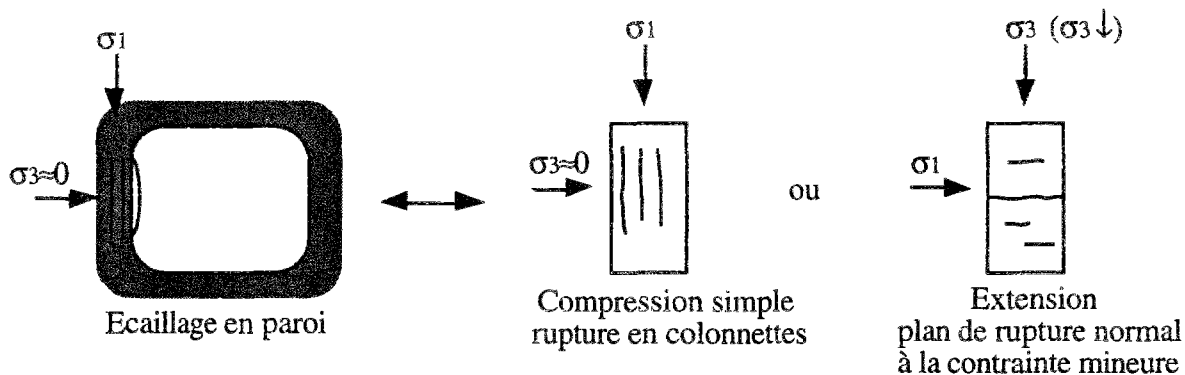 σ1
σ3≈0
Ecaillage en paroi
σ1
σ3≈0
Compression simple
rupture en colonnettes
ou
σ3 (σ3↓)
σ1
Extension
plan de rupture normal
à la contrainte mineure